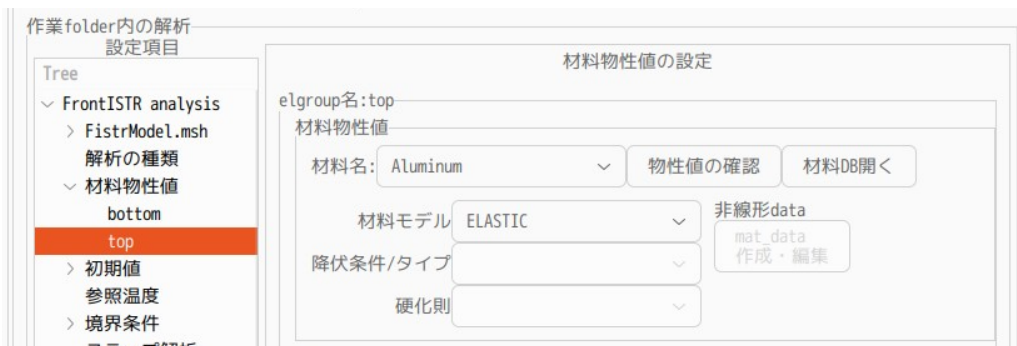 作業folder内の解析
設定項目
Tree
FrontISTR analysis
FistrModel.msh
解析の種類
材料物性値
bottom
top
初期値
参照温度
境界条件
材料物性値の設定
elgroup名:top
材料物性値
材料名: Aluminum 物性値の確認 材料DB開く
材料モデル ELASTIC 非線形data
mat_data
作成・編集
降伏条件/タイプ
硬化則